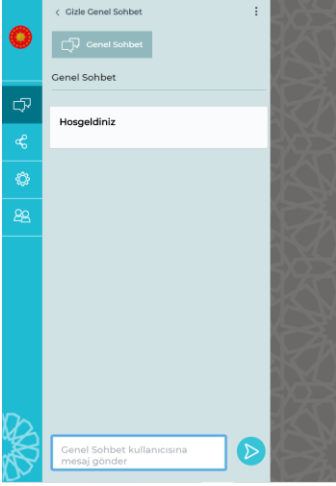 Gizle Genel Sohbet
Genel Sohbet
Genel Sohbet
Hosgeldiniz
Genel Sohbet kullanıcısına
mesaj gönder